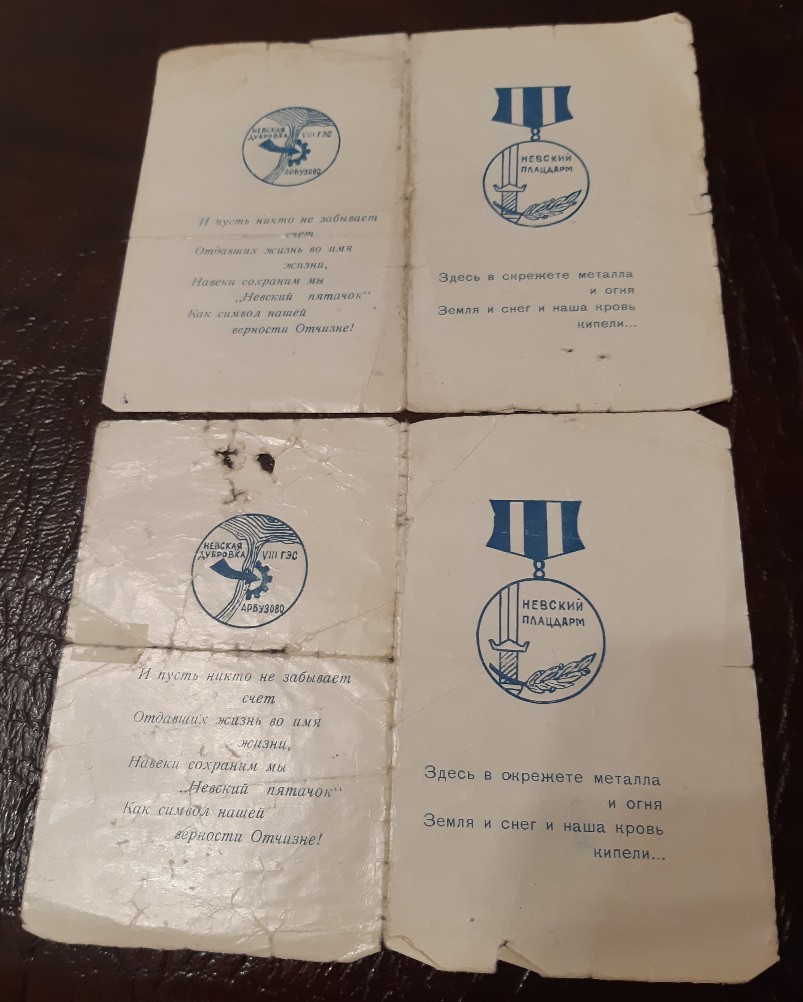 НЕВСКАЯ
ДУБРОВКА
VIII ГЭС
АРБУЗОВО
И пусть никто не забывает
счет
Отдавших жизнь во имя
жизни,
Навеки сохраним мы
„Невский пятачок“
Как символ нашей
верности Отчизне!
НЕВСКИЙ
ПЛАЦДАРМ
Здесь в скрежете металла
и огня
Земля и снег и наша кровь
кипели...
НЕВСКАЯ
ДУБРОВКА
VIII ГЭС
АРБУЗОВО
И пусть никто не забывает
счет
Отдавших жизнь во имя
жизни,
Навеки сохраним мы
„Невский пятачок“
Как символ нашей
верности Отчизне!
НЕВСКИЙ
ПЛАЦДАРМ
Здесь в скрежете металла
и огня
Земля и снег и наша кровь
кипели...